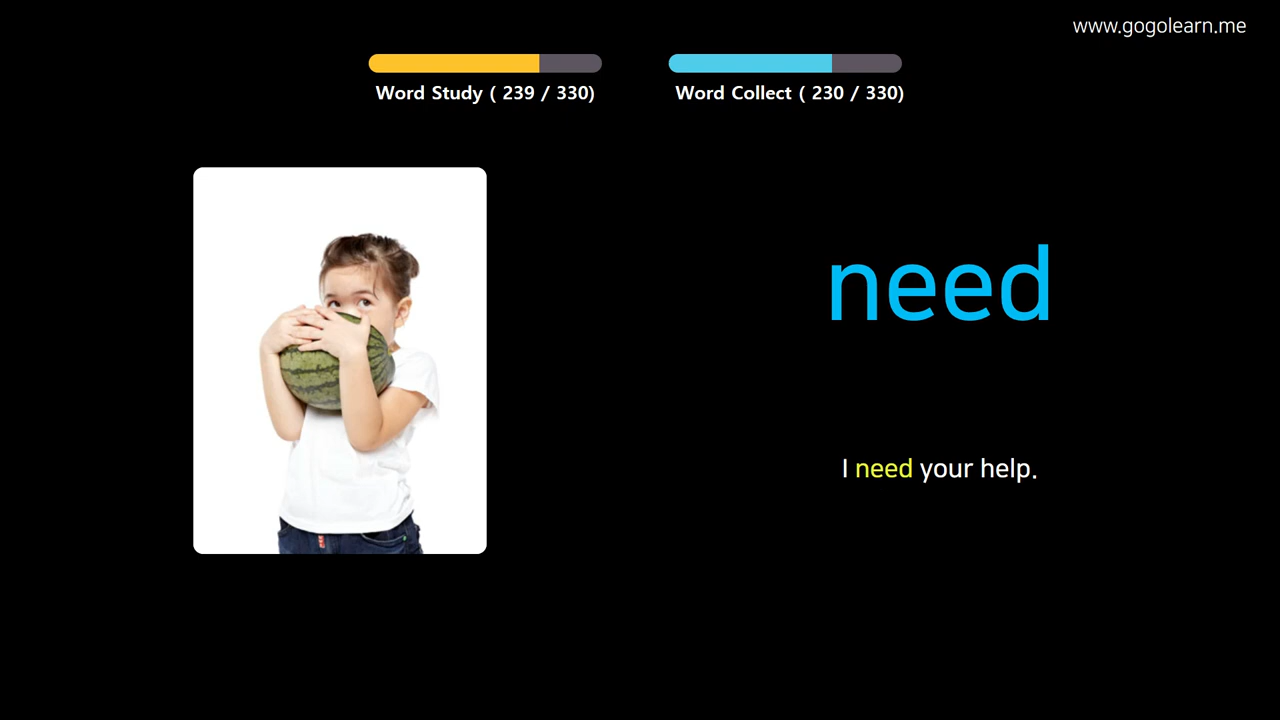 www.gogolearn.me
Word Study ( 239 / 330)
Word Collect ( 230 / 330)
need
I need your help.